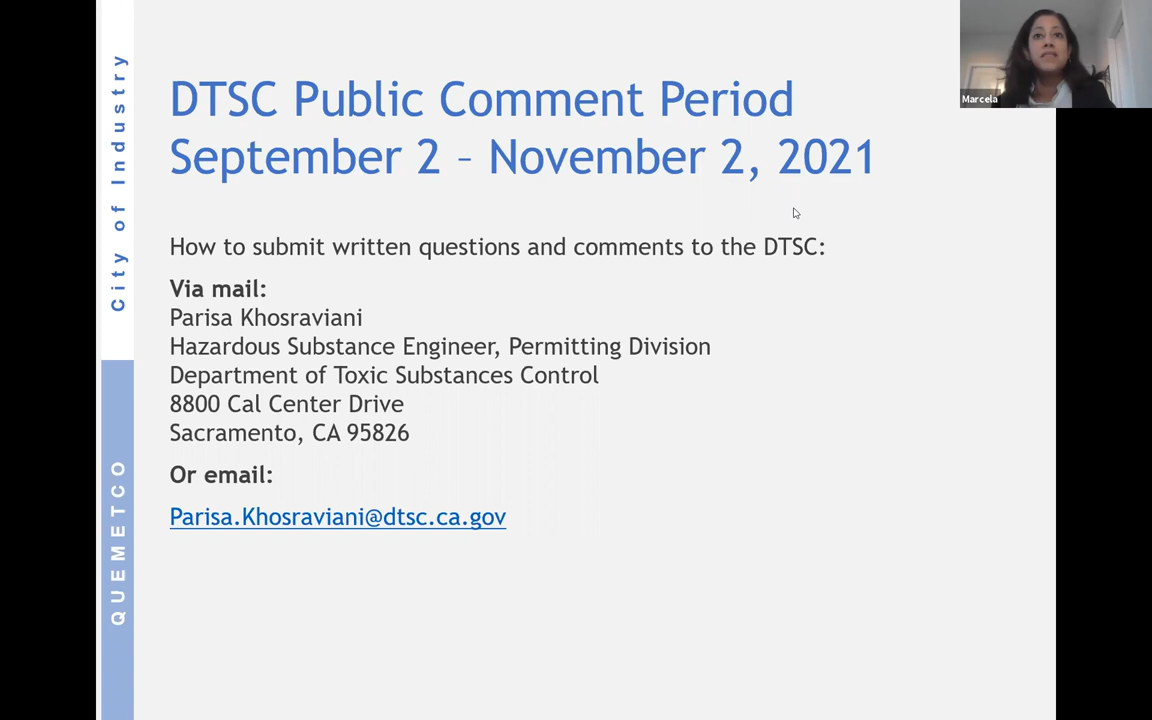 DTSC Public Comment Period
September 2 – November 2, 2021
How to submit written questions and comments to the DTSC:
Via mail:
Parisa Khosraviani
Hazardous Substance Engineer, Permitting Division
Department of Toxic Substances Control
8800 Cal Center Drive
Sacramento, CA 95826
Or email:
Parisa.Khosraviani@dtsc.ca.gov
City of Industry
QUEMETCO
Marcela